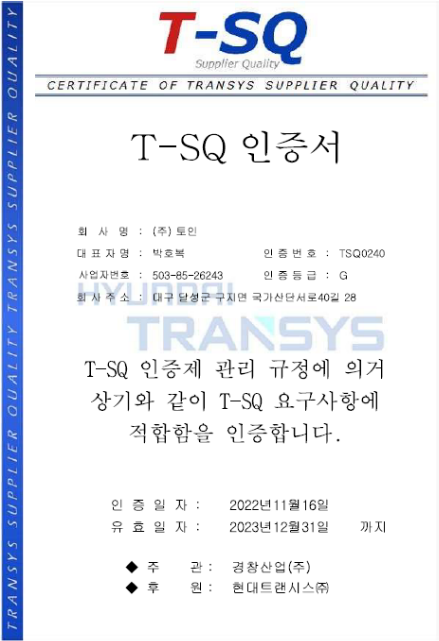 T-SQ
Supplier Quality
CERTIFICATE OF TRANSYS SUPPLIER QUALITY
T-SQ 인증서
회 사 명 : (주) 토인
대 표 자 명 : 박호복 인 증 번 호 : TSQ0240
사업자번호 : 503-85-26243 인 증 등 급 : G
회 사 주 소 : 대구 달성군 구지면 국가산단서로40길 28
HYUNDAI
TRANSYS
T-SQ 인증제 관리 규정에 의거
상기와 같이 T-SQ 요구사항에
적합함을 인증합니다.
인 증 일 자 : 2022년11월16일
유 효 일 자 : 2023년12월31일 까지
◆ 주 관 : 경창산업(주)
◆ 후 원 : 현대트랜시스㈜
TRANSYS SUPPLIER QUALITY TRANSYS SUPPLIER QUALITY